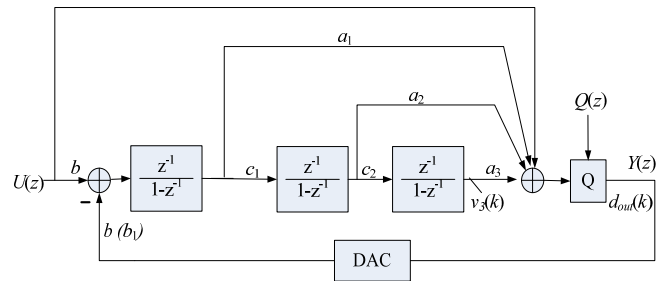 a1
a2
Q(z)
U(z)
b
z-1
1-z-1
c1
z-1
1-z-1
c2
z-1
1-z-1
a3
v3(k)
Q
Y(z)
dout(k)
−
b (b1)
DAC